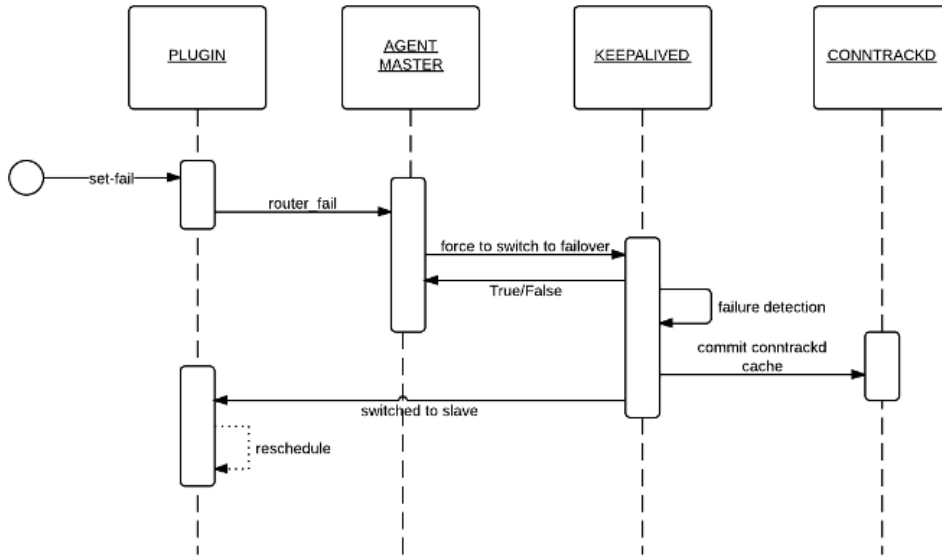 PLUGIN
AGENT
MASTER
KEEPALIVED
CONNTRACKD
set-fail
router_fail
force to switch to failover
True/False
failure detection
commit conntrackd
cache
switched to slave
reschedule